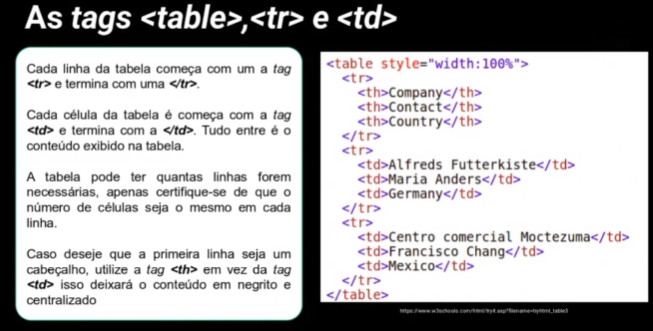 As tags <table>,<tr> e <td>
Cada linha da tabela começa com um a tag
<tr> e termina com uma </tr>.
Cada célula da tabela é começa com a tag
<td> e termina com a </td>. Tudo entre é o
conteúdo exibido na tabela.
A tabela pode ter quantas linhas forem
necessárias, apenas certifique-se de que o
número de células seja o mesmo em cada
linha.
Caso deseje que a primeira linha seja um
cabeçalho, utilize a tag <th> em vez da tag
<td> isso deixará o conteúdo em negrito e
centralizado
<table style="width:100%">
<tr>
<th>Company</th>
<th>Contact</th>
<th>Country</th>
</tr>
<tr>
<td>Alfreds Futterkiste</td>
<td>Maria Anders</td>
<td>Germany</td>
</tr>
<tr>
<td>Centro comercial Moctezuma</td>
<td>Francisco Chang</td>
<td>Mexico</td>
</tr>
</table>
https://www.w3schools.com/html/tryit.asp?filename=tryhtml_table3